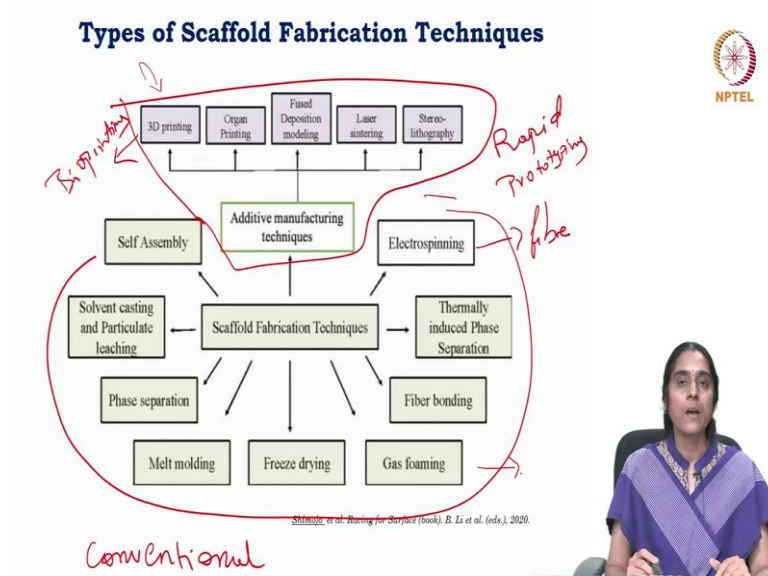 Types of Scaffold Fabrication Techniques
NPTEL
3D printing
Organ
Printing
Fused
Deposition
modeling
Laser
sintering
Stereo-
lithography
Bioprinting
Rapid
Prototyping
Additive manufacturing
techniques
Self Assembly
Electrospinning
fibre
Solvent casting
and Particulate
leaching
Scaffold Fabrication Techniques
Thermally
induced Phase
Separation
Phase separation
Fiber bonding
Melt molding
Freeze drying
Gas foaming
Shimojo et al. Racing for Surface (book). B. Li et al. (eds.), 2020.
Conventional